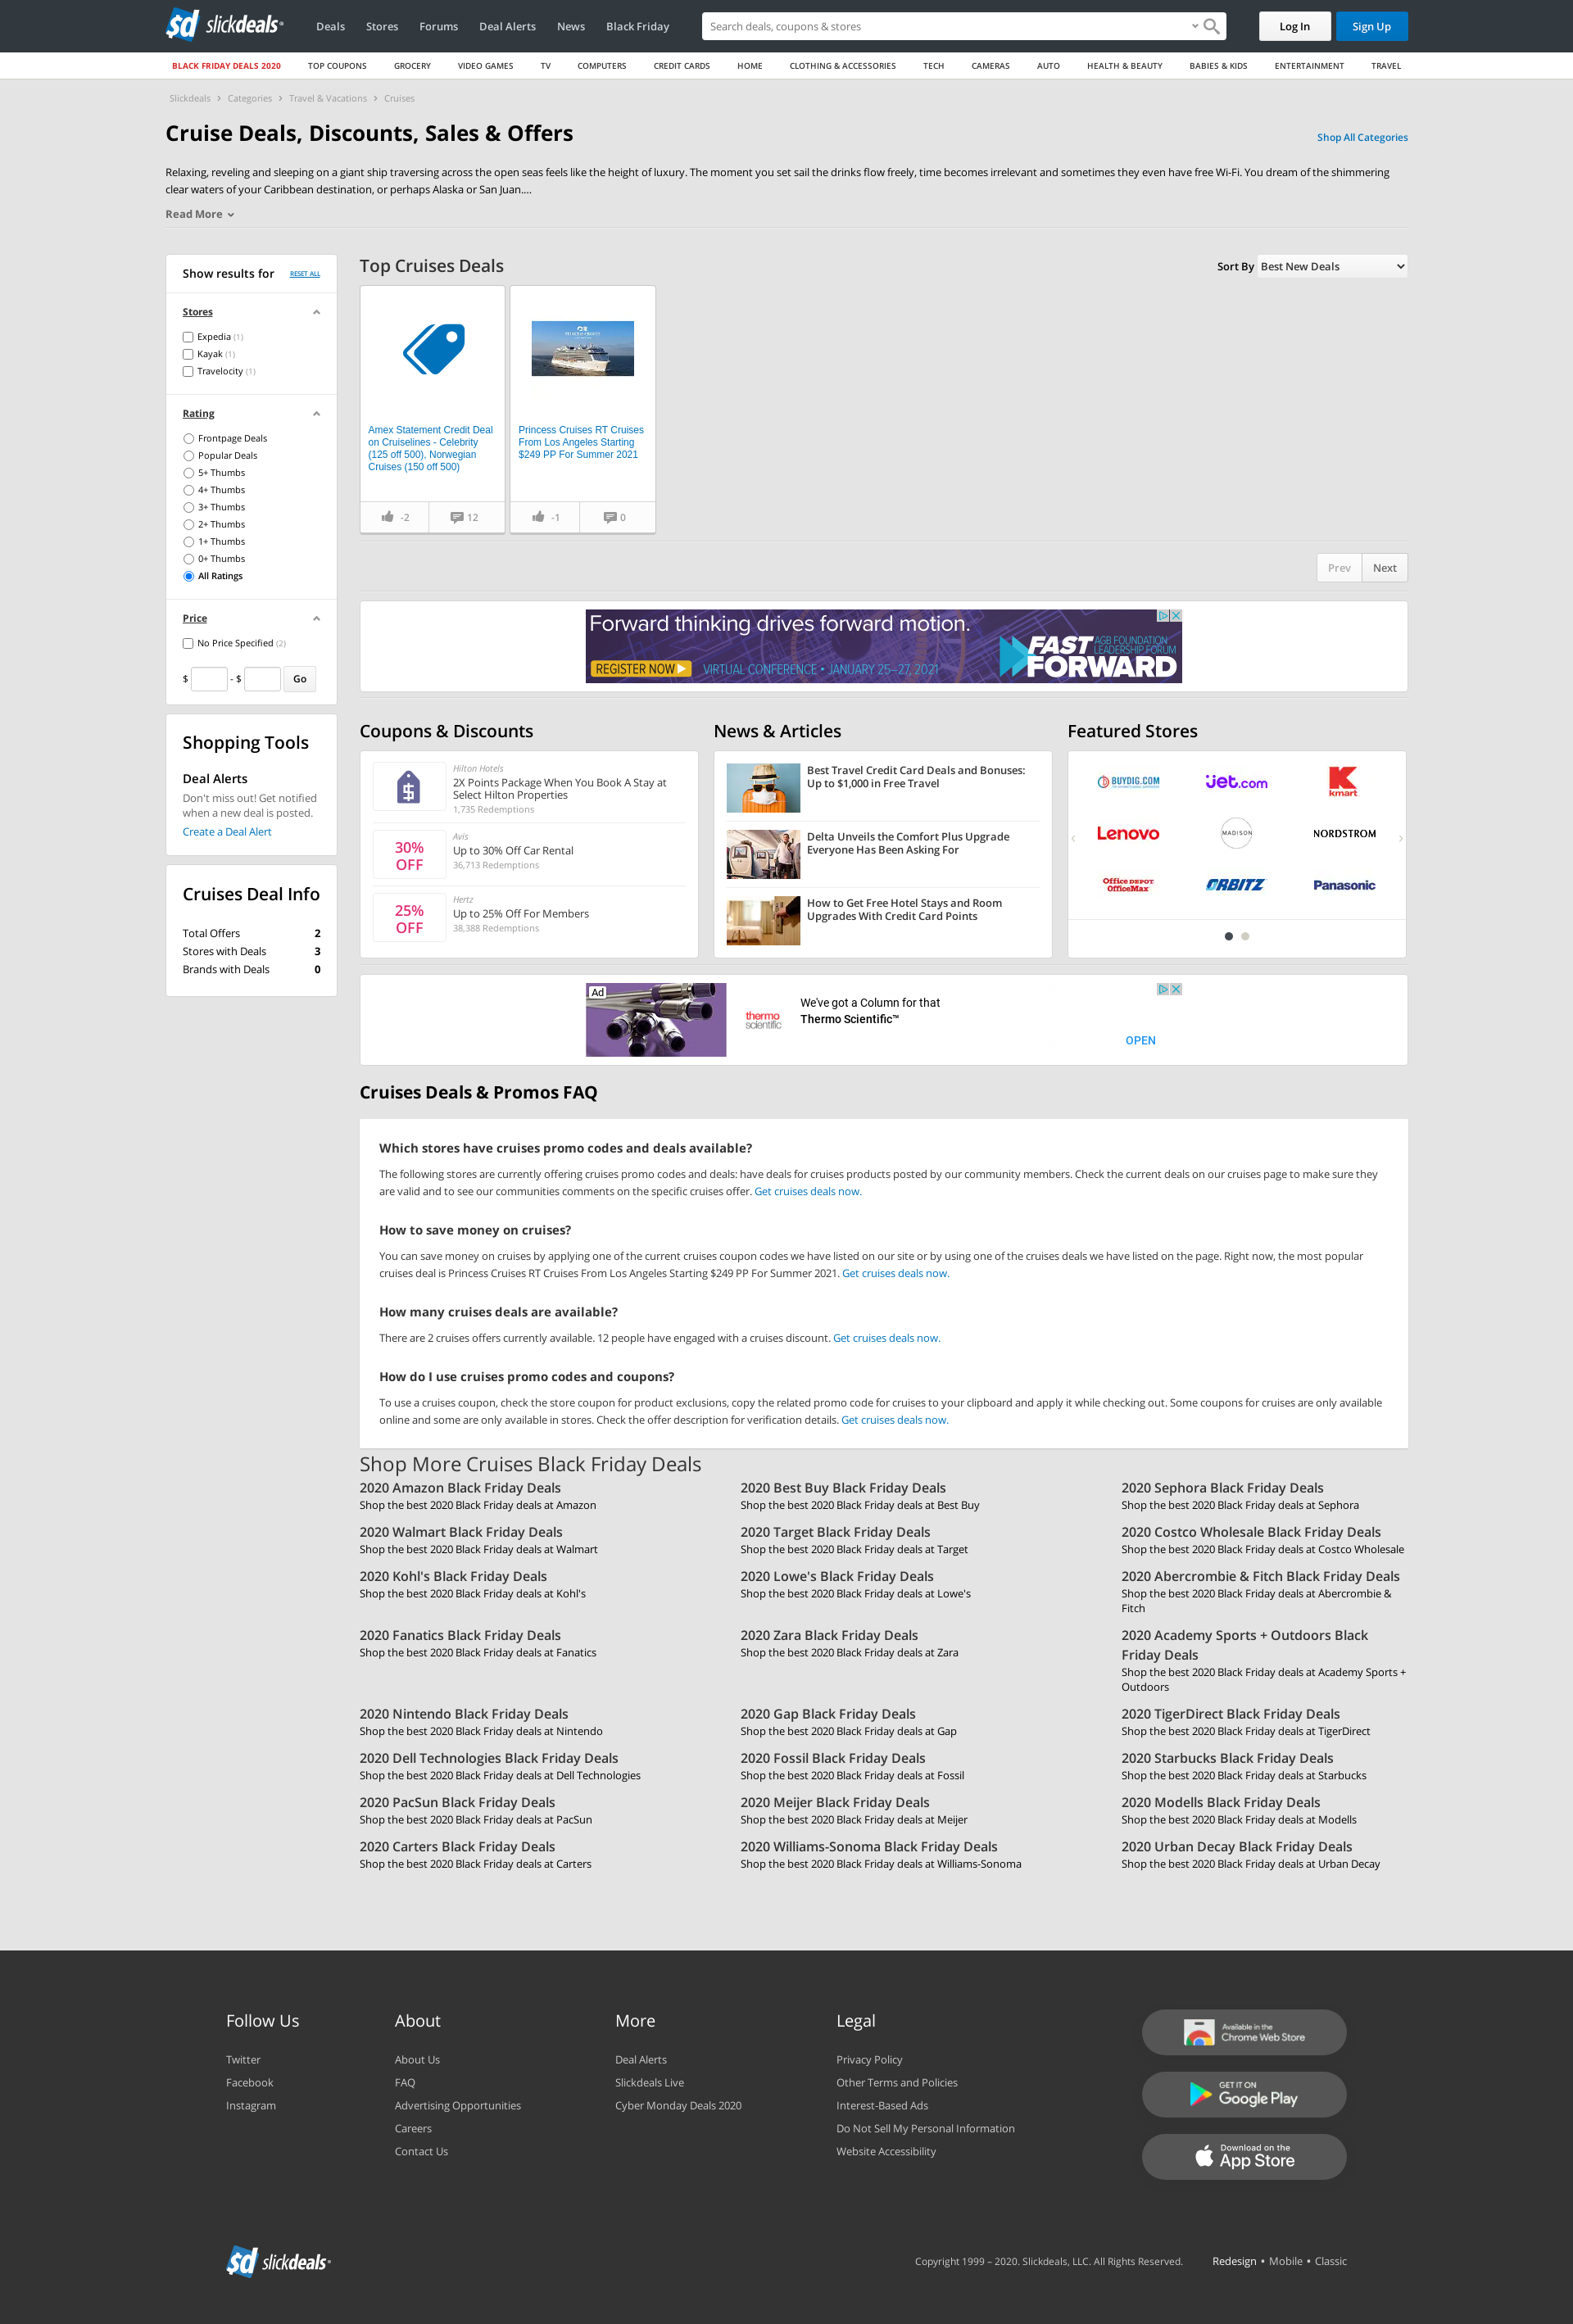 sd slickdeals
Deals Stores Forums Deal Alerts News Black Friday
Search deals, coupons & stores
Log In Sign Up
BLACK FRIDAY DEALS 2020 TOP COUPONS GROCERY VIDEO GAMES TV COMPUTERS CREDIT CARDS HOME CLOTHING & ACCESSORIES TECH CAMERAS AUTO HEALTH & BEAUTY BABIES & KIDS ENTERTAINMENT TRAVEL
Slickdeals › Categories › Travel & Vacations › Cruises
Cruise Deals, Discounts, Sales & Offers
Shop All Categories
Relaxing, reveling and sleeping on a giant ship traversing across the open seas feels like the height of luxury. The moment you set sail the drinks flow freely, time becomes irrelevant and sometimes they even have free Wi-Fi. You dream of the shimmering
clear waters of your Caribbean destination, or perhaps Alaska or San Juan....
Read More
Show results for RESET ALL
Stores
Expedia (1)
Kayak (1)
Travelocity (1)
Rating
Frontpage Deals
Popular Deals
5+ Thumbs
4+ Thumbs
3+ Thumbs
2+ Thumbs
1+ Thumbs
0+ Thumbs
All Ratings
Price
No Price Specified (2)
$ - $ Go
Shopping Tools
Deal Alerts
Don't miss out! Get notified
when a new deal is posted.
Create a Deal Alert
Cruises Deal Info
Total Offers 2
Stores with Deals 3
Brands with Deals 0
Top Cruises Deals
Sort By Best New Deals
Amex Statement Credit Deal
on Cruiselines - Celebrity
(125 off 500), Norwegian
Cruises (150 off 500)
-2 12
Princess Cruises RT Cruises
From Los Angeles Starting
$249 PP For Summer 2021
-1 0
Prev Next
Forward thinking drives forward motion.
REGISTER NOW
VIRTUAL CONFERENCE • JANUARY 25–27, 2021
FAST FORWARD
AGB FOUNDATION
LEADERSHIP FORUM
Coupons & Discounts
Hilton Hotels
2X Points Package When You Book A Stay at
Select Hilton Properties
1,735 Redemptions
30%
OFF
Avis
Up to 30% Off Car Rental
36,713 Redemptions
25%
OFF
Hertz
Up to 25% Off For Members
38,388 Redemptions
News & Articles
Best Travel Credit Card Deals and Bonuses:
Up to $1,000 in Free Travel
Delta Unveils the Comfort Plus Upgrade
Everyone Has Been Asking For
How to Get Free Hotel Stays and Room
Upgrades With Credit Card Points
Featured Stores
BUYDIG.COM jet.com kmart
Lenovo MADISON NORDSTROM
Office DEPOT
OfficeMax
ORBITZ Panasonic
Ad
thermo
scientific
We've got a Column for that
Thermo Scientific™
OPEN
Cruises Deals & Promos FAQ
Which stores have cruises promo codes and deals available?
The following stores are currently offering cruises promo codes and deals: have deals for cruises products posted by our community members. Check the current deals on our cruises page to make sure they
are valid and to see our communities comments on the specific cruises offer. Get cruises deals now.
How to save money on cruises?
You can save money on cruises by applying one of the current cruises coupon codes we have listed on our site or by using one of the cruises deals we have listed on the page. Right now, the most popular
cruises deal is Princess Cruises RT Cruises From Los Angeles Starting $249 PP For Summer 2021. Get cruises deals now.
How many cruises deals are available?
There are 2 cruises offers currently available. 12 people have engaged with a cruises discount. Get cruises deals now.
How do I use cruises promo codes and coupons?
To use a cruises coupon, check the store coupon for product exclusions, copy the related promo code for cruises to your clipboard and apply it while checking out. Some coupons for cruises are only available
online and some are only available in stores. Check the offer description for verification details. Get cruises deals now.
Shop More Cruises Black Friday Deals
2020 Amazon Black Friday Deals
Shop the best 2020 Black Friday deals at Amazon
2020 Best Buy Black Friday Deals
Shop the best 2020 Black Friday deals at Best Buy
2020 Sephora Black Friday Deals
Shop the best 2020 Black Friday deals at Sephora
2020 Walmart Black Friday Deals
Shop the best 2020 Black Friday deals at Walmart
2020 Target Black Friday Deals
Shop the best 2020 Black Friday deals at Target
2020 Costco Wholesale Black Friday Deals
Shop the best 2020 Black Friday deals at Costco Wholesale
2020 Kohl's Black Friday Deals
Shop the best 2020 Black Friday deals at Kohl's
2020 Lowe's Black Friday Deals
Shop the best 2020 Black Friday deals at Lowe's
2020 Abercrombie & Fitch Black Friday Deals
Shop the best 2020 Black Friday deals at Abercrombie &
Fitch
2020 Fanatics Black Friday Deals
Shop the best 2020 Black Friday deals at Fanatics
2020 Zara Black Friday Deals
Shop the best 2020 Black Friday deals at Zara
2020 Academy Sports + Outdoors Black
Friday Deals
Shop the best 2020 Black Friday deals at Academy Sports +
Outdoors
2020 Nintendo Black Friday Deals
Shop the best 2020 Black Friday deals at Nintendo
2020 Gap Black Friday Deals
Shop the best 2020 Black Friday deals at Gap
2020 TigerDirect Black Friday Deals
Shop the best 2020 Black Friday deals at TigerDirect
2020 Dell Technologies Black Friday Deals
Shop the best 2020 Black Friday deals at Dell Technologies
2020 Fossil Black Friday Deals
Shop the best 2020 Black Friday deals at Fossil
2020 Starbucks Black Friday Deals
Shop the best 2020 Black Friday deals at Starbucks
2020 PacSun Black Friday Deals
Shop the best 2020 Black Friday deals at PacSun
2020 Meijer Black Friday Deals
Shop the best 2020 Black Friday deals at Meijer
2020 Modells Black Friday Deals
Shop the best 2020 Black Friday deals at Modells
2020 Carters Black Friday Deals
Shop the best 2020 Black Friday deals at Carters
2020 Williams-Sonoma Black Friday Deals
Shop the best 2020 Black Friday deals at Williams-Sonoma
2020 Urban Decay Black Friday Deals
Shop the best 2020 Black Friday deals at Urban Decay
Follow Us
Twitter
Facebook
Instagram
About
About Us
FAQ
Advertising Opportunities
Careers
Contact Us
More
Deal Alerts
Slickdeals Live
Cyber Monday Deals 2020
Legal
Privacy Policy
Other Terms and Policies
Interest-Based Ads
Do Not Sell My Personal Information
Website Accessibility
Available in the
Chrome Web Store
GET IT ON
Google Play
Download on the
App Store
sd slickdeals
Copyright 1999 – 2020. Slickdeals, LLC. All Rights Reserved. Redesign • Mobile • Classic